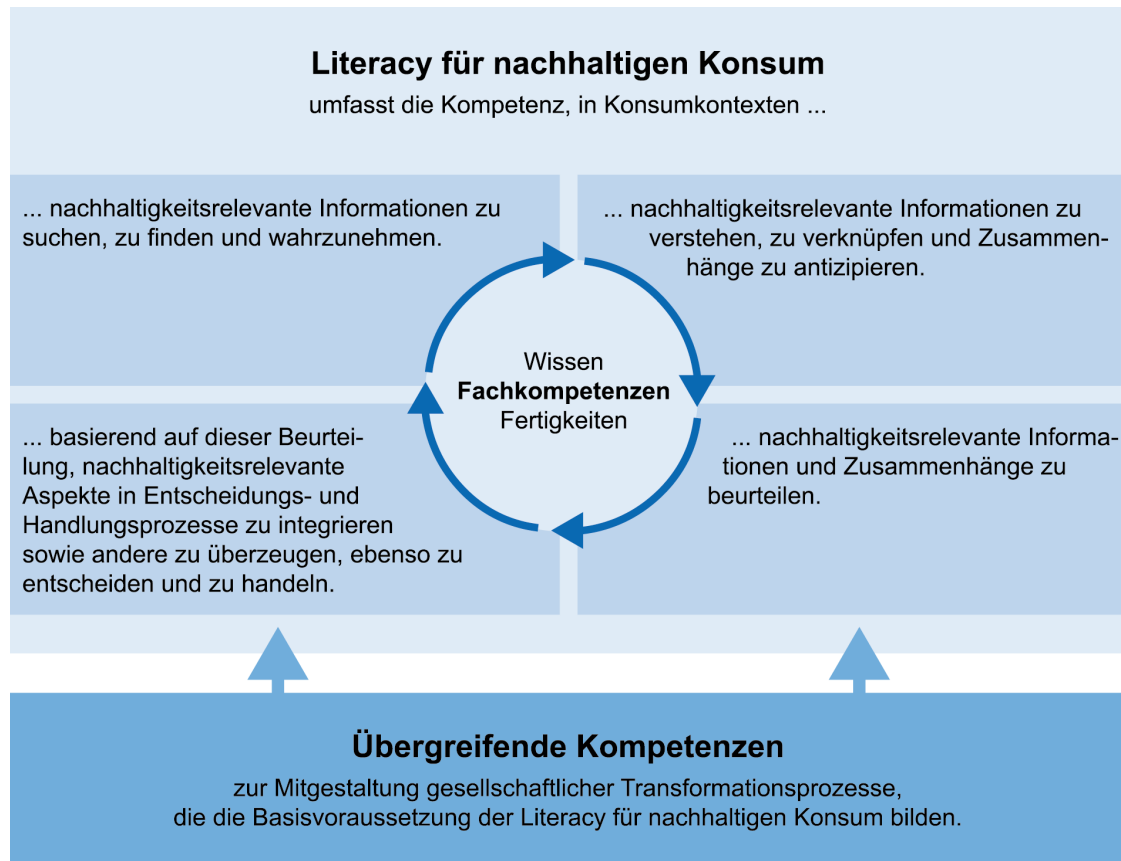 Literacy für nachhaltigen Konsum
umfasst die Kompetenz, in Konsumkontexten ...
... nachhaltigkeitsrelevante Informationen zu
suchen, zu finden und wahrzunehmen.
... nachhaltigkeitsrelevante Informationen zu
verstehen, zu verknüpfen und Zusammen-
hänge zu antizipieren.
Wissen
Fachkompetenzen
Fertigkeiten
... basierend auf dieser Beurtei-
lung, nachhaltigkeitsrelevante
Aspekte in Entscheidungs- und
Handlungsprozesse zu integrieren
sowie andere zu überzeugen, ebenso zu
entscheiden und zu handeln.
... nachhaltigkeitsrelevante Informa-
tionen und Zusammenhänge zu
beurteilen.
Übergreifende Kompetenzen
zur Mitgestaltung gesellschaftlicher Transformationsprozesse,
die die Basisvoraussetzung der Literacy für nachhaltigen Konsum bilden.